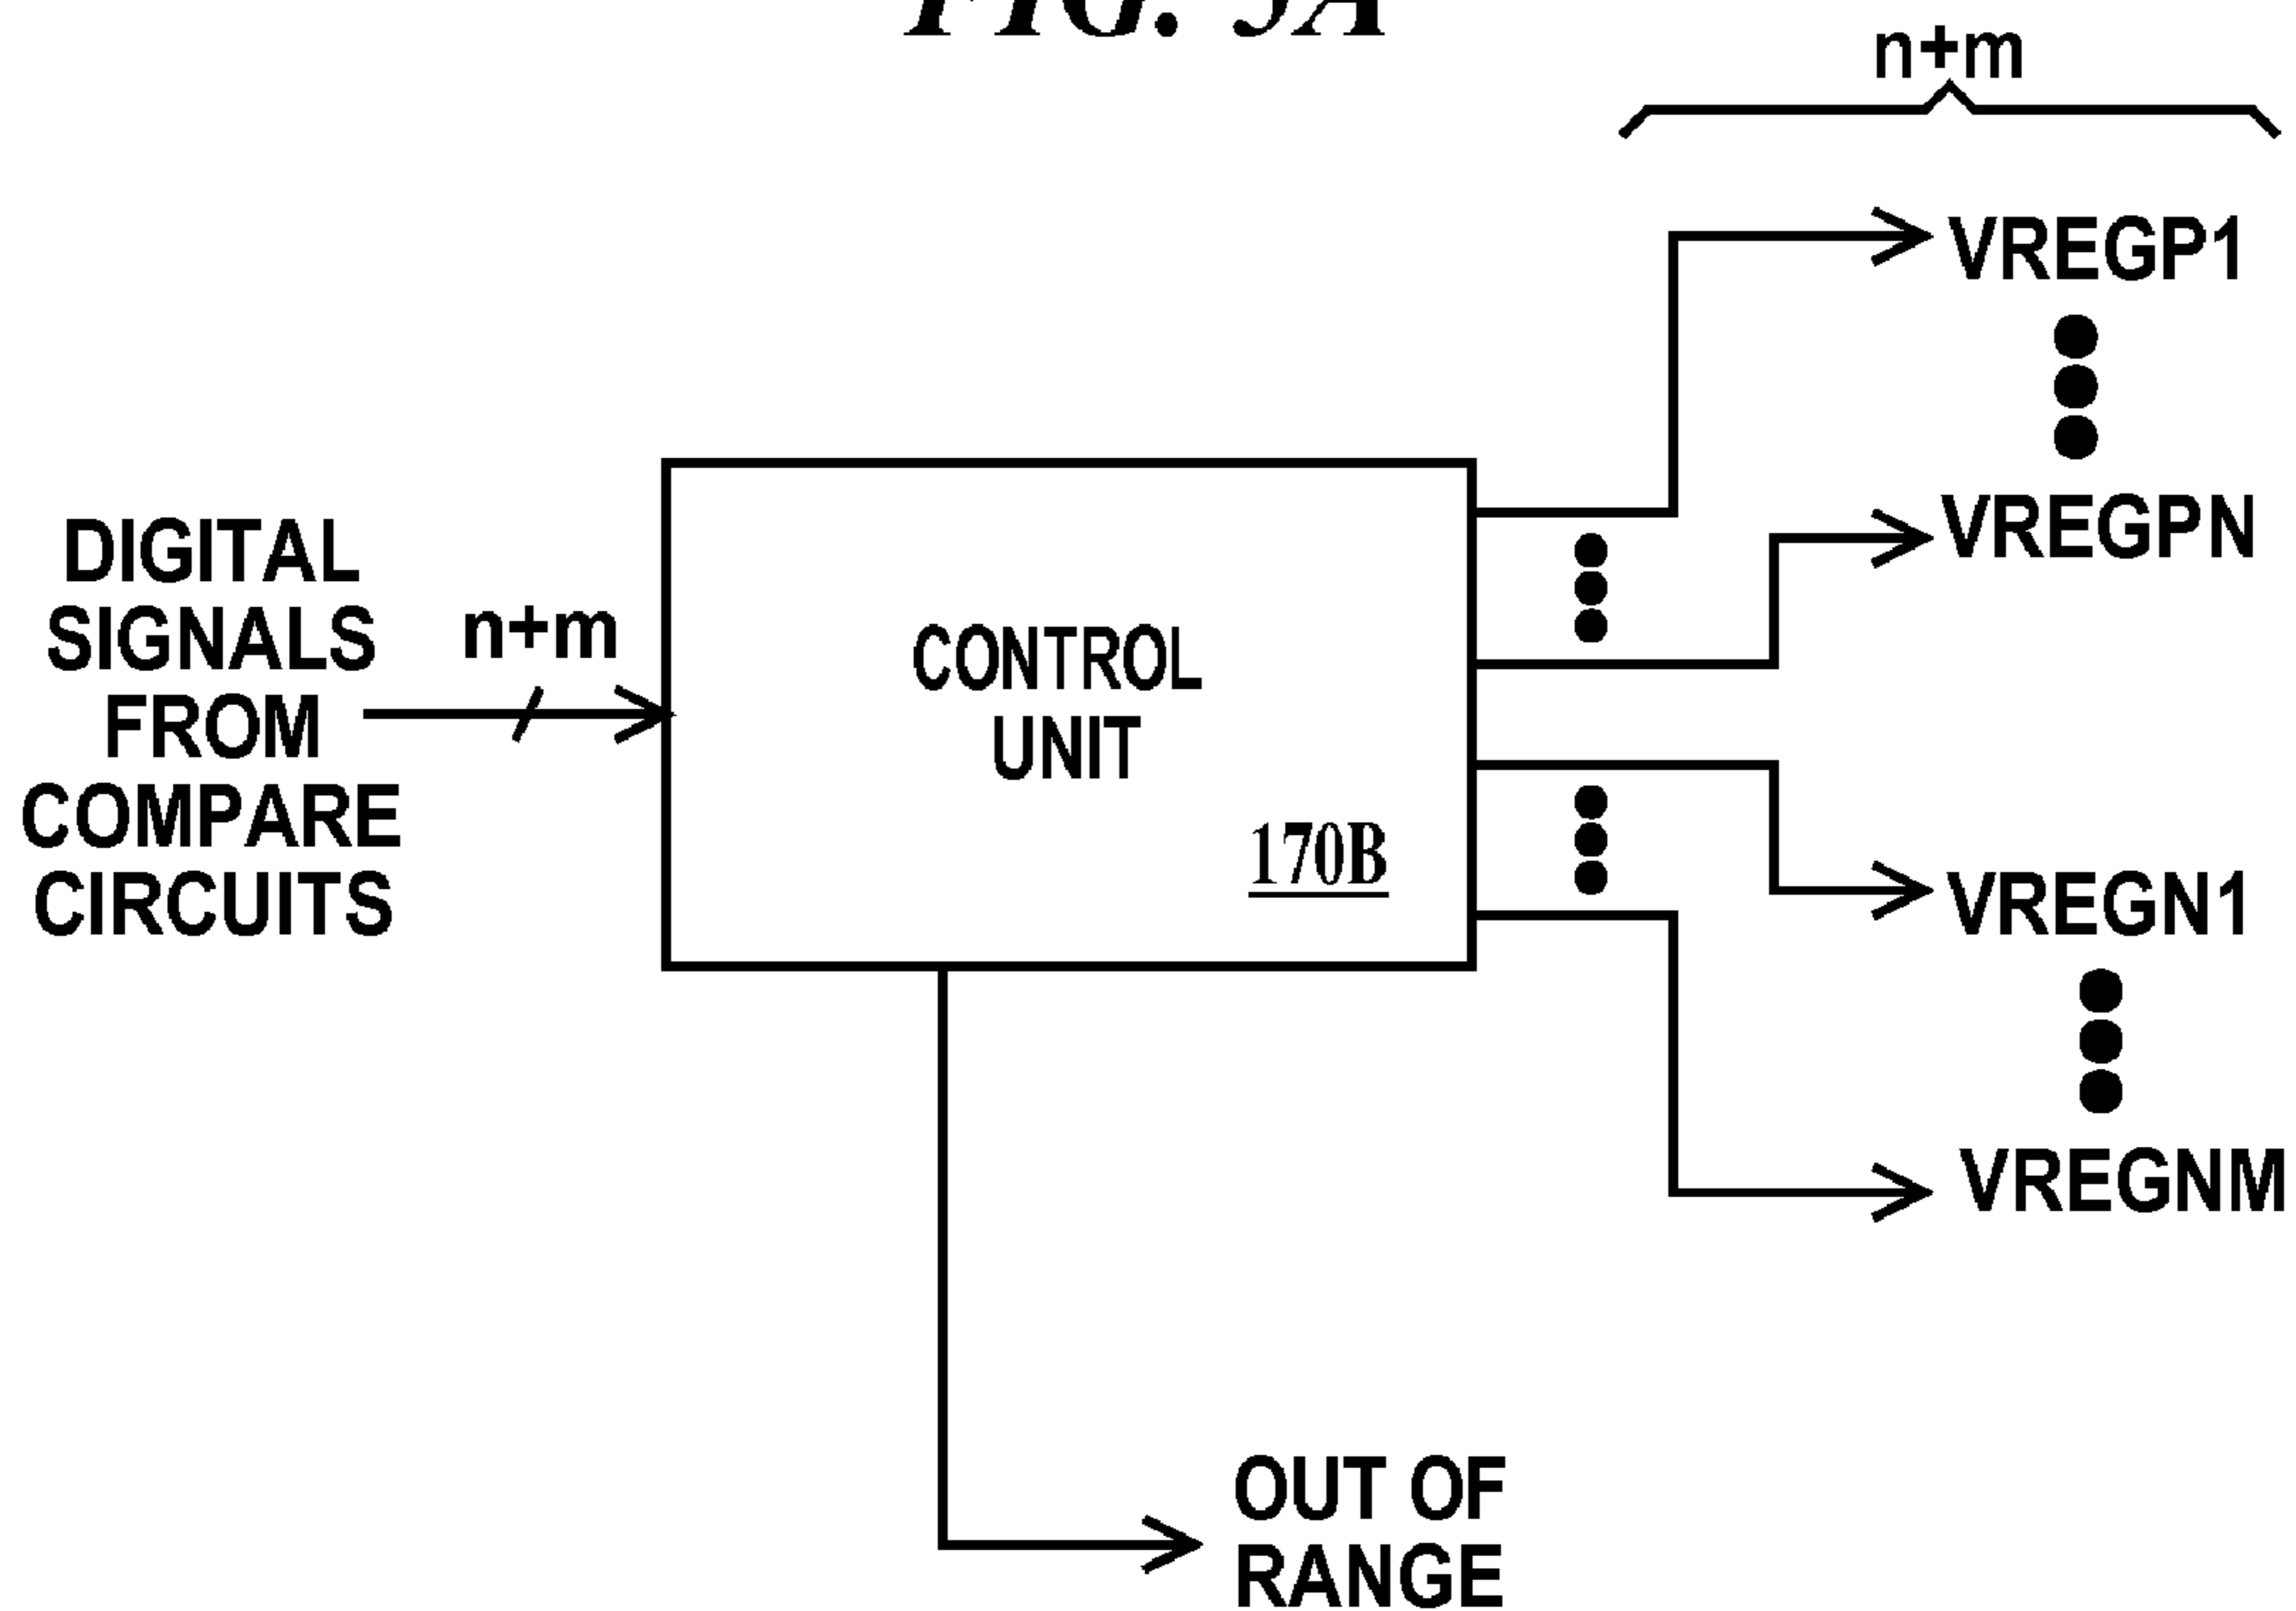 n+m
VREGP1
VREGPN
DIGITAL
SIGNALS
FROM
COMPARE
CIRCUITS
n+m
CONTROL
UNIT
170B
VREGN1
VREGNM
OUT OF
RANGE